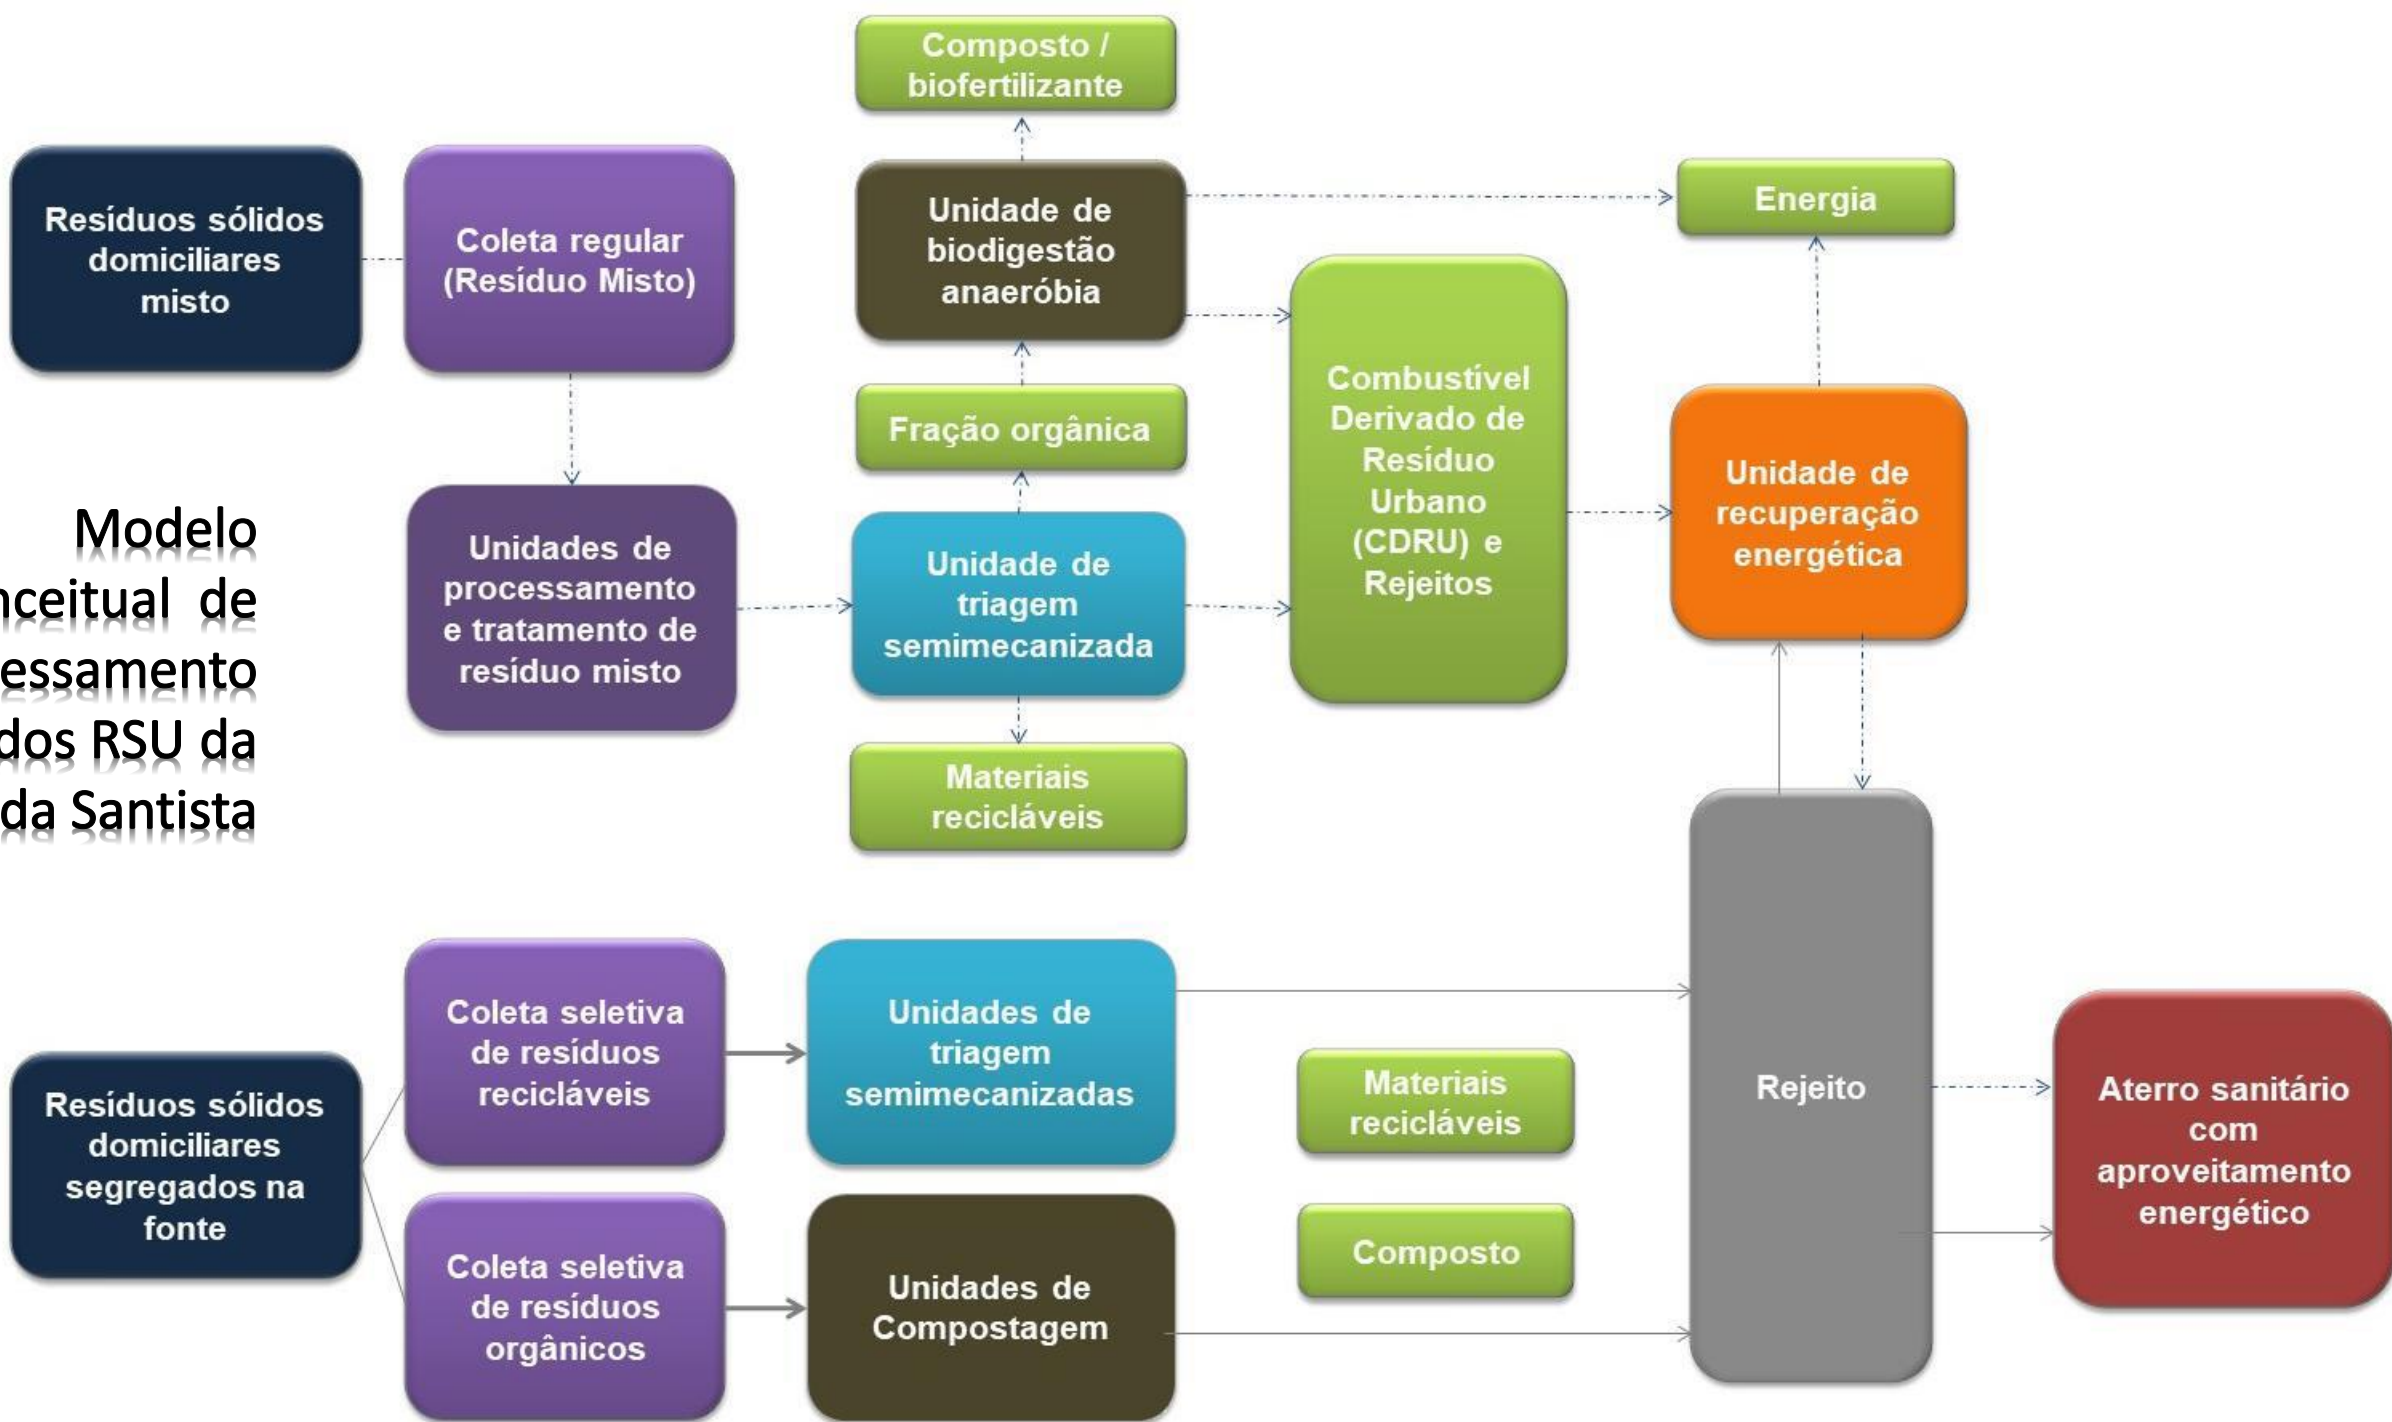 Composto /
biofertilizante
Resíduos sólidos
domiciliares
misto
Coleta regular
(Resíduo Misto)
Unidade de
biodigestão
anaeróbia
Energia
Fração orgânica
Combustível
Derivado de
Resíduo
Urbano
(CDRU) e
Rejeitos
Unidade de
recuperação
energética
Modelo
nceitual de
essamento
dos RSU da
da Santista
Unidades de
processamento
e tratamento de
resíduo misto
Unidade de
triagem
semimecanizada
Materiais
recicláveis
Resíduos sólidos
domiciliares
segregados na
fonte
Coleta seletiva
de resíduos
recicláveis
Unidades de
triagem
semimecanizadas
Materiais
recicláveis
Rejeito
Aterro sanitário
com
aproveitamento
energético
Coleta seletiva
de resíduos
orgânicos
Unidades de
Compostagem
Composto